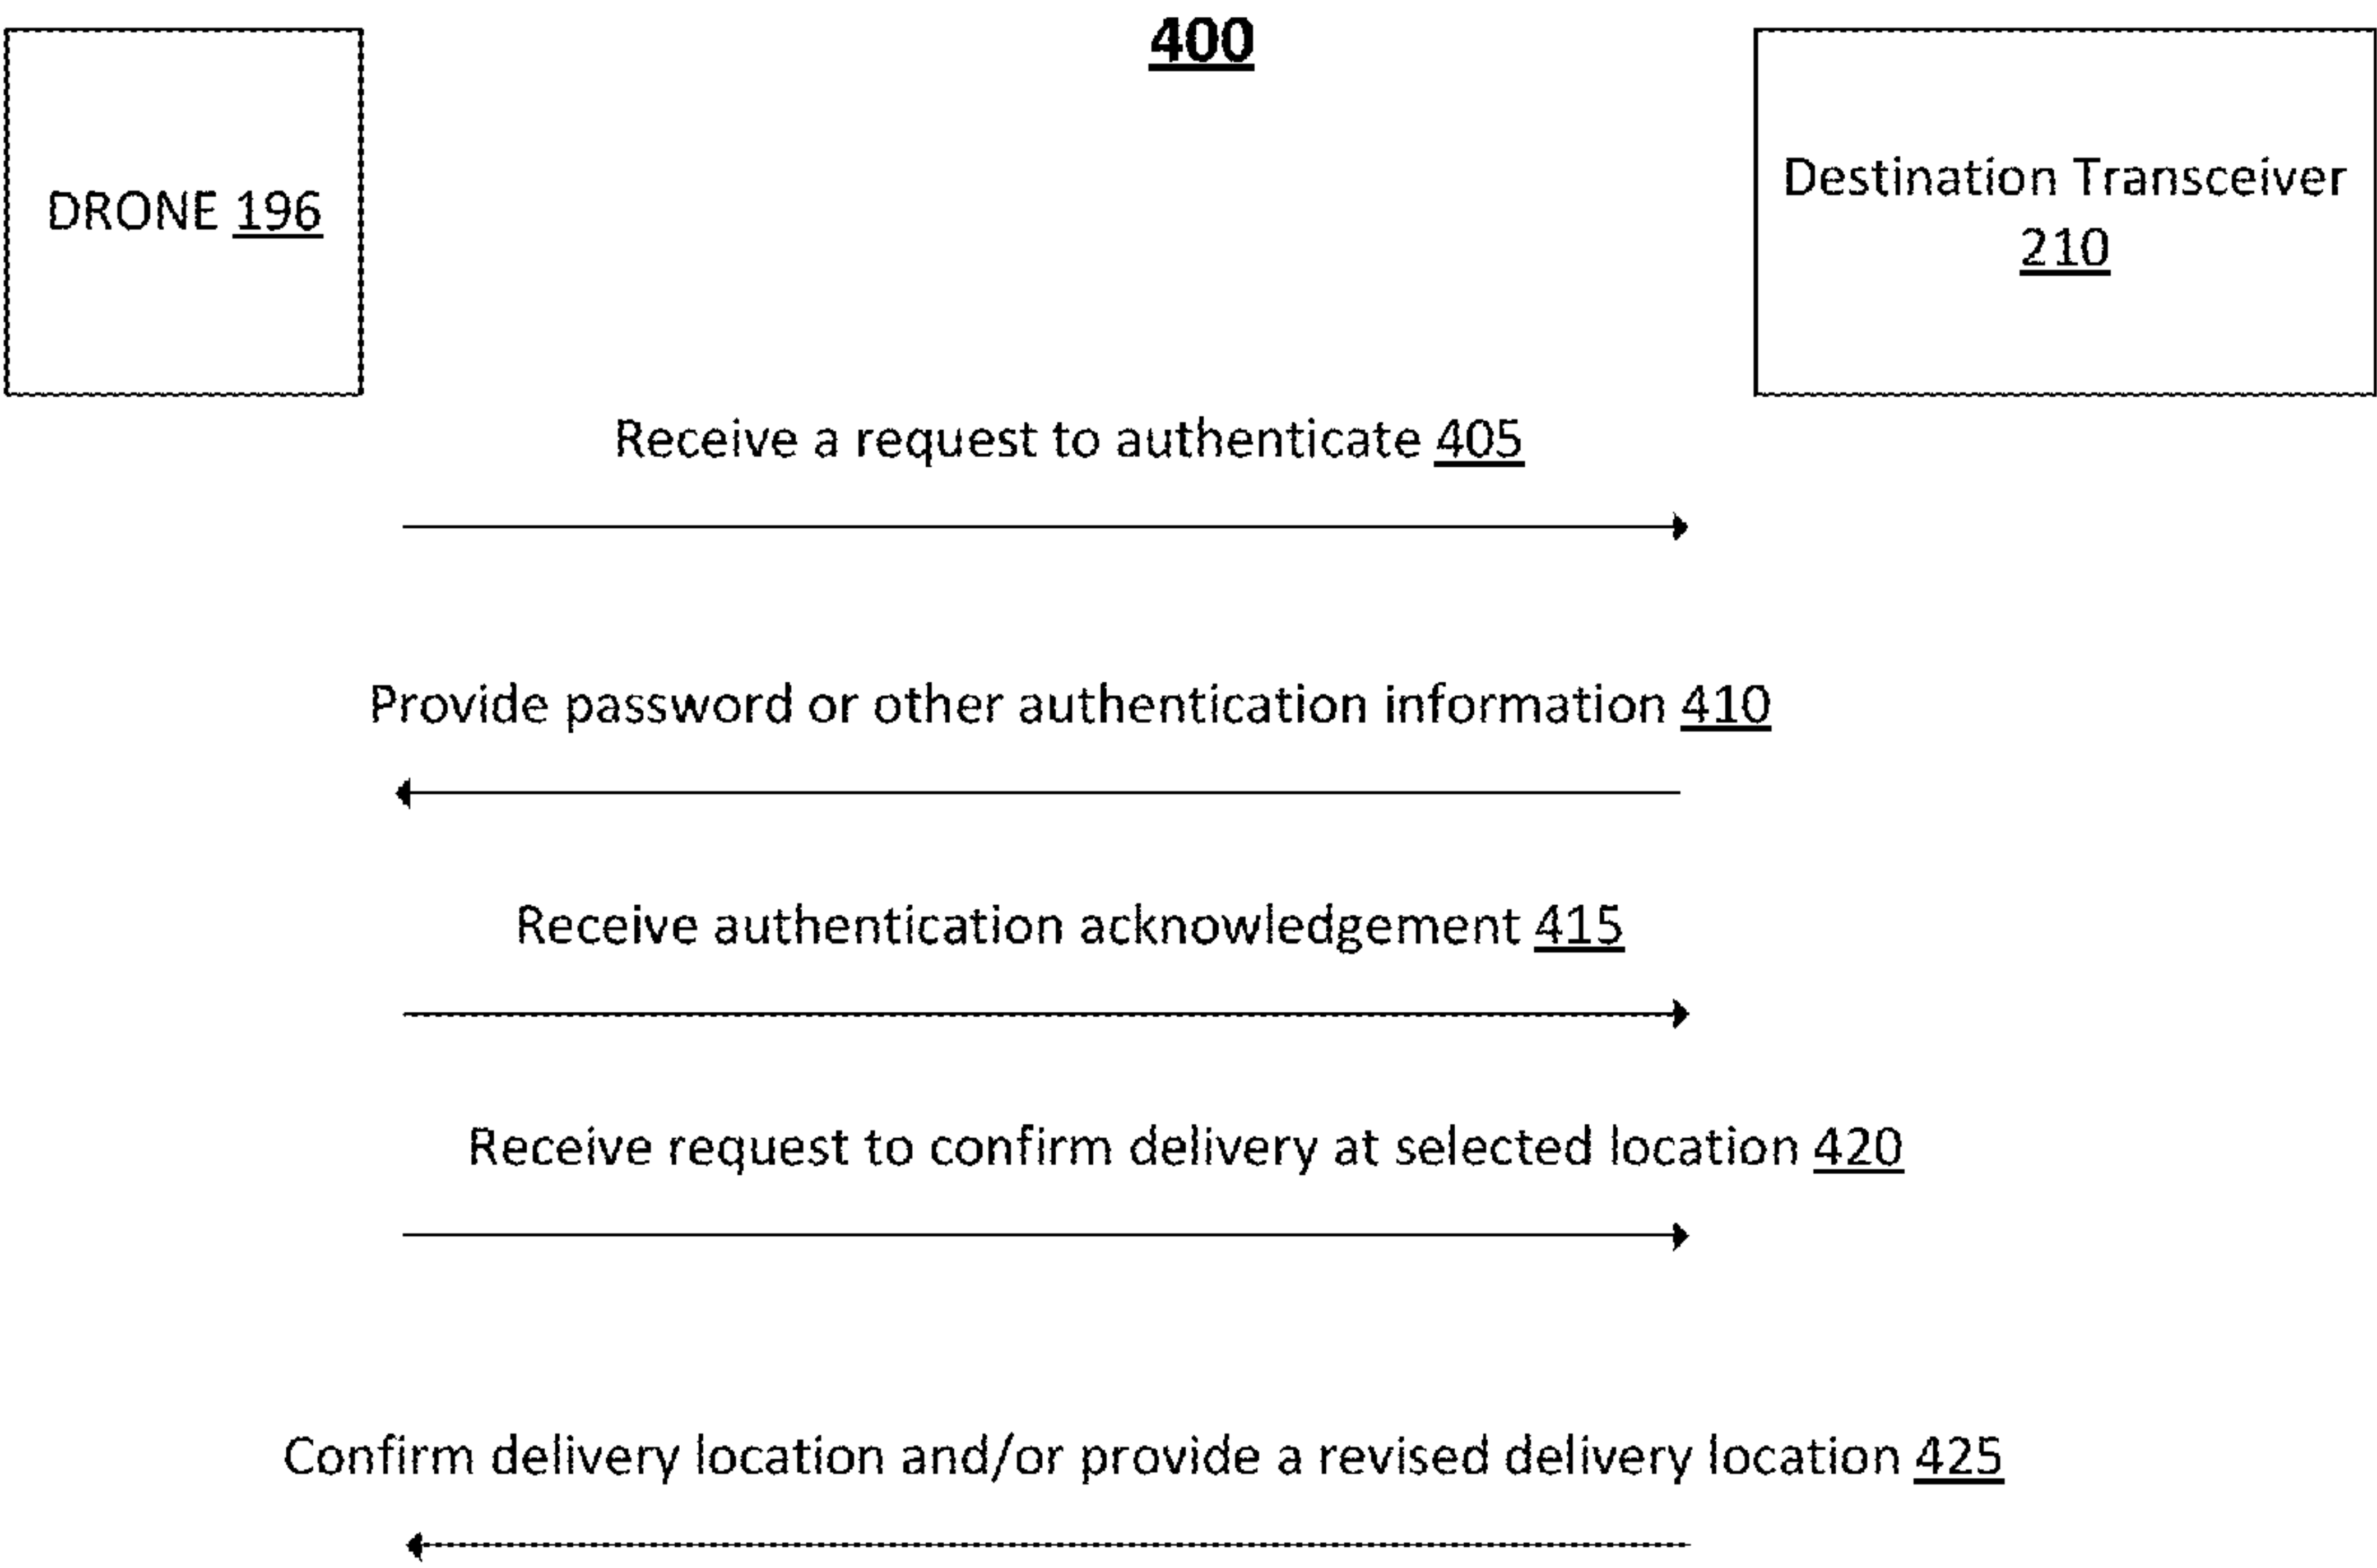 400
DRONE 196
Destination Transceiver
210
Receive a request to authenticate 405
Provide password or other authentication information 410
Receive authentication acknowledgement 415
Receive request to confirm delivery at selected location 420
Confirm delivery location and/or provide a revised delivery location 425